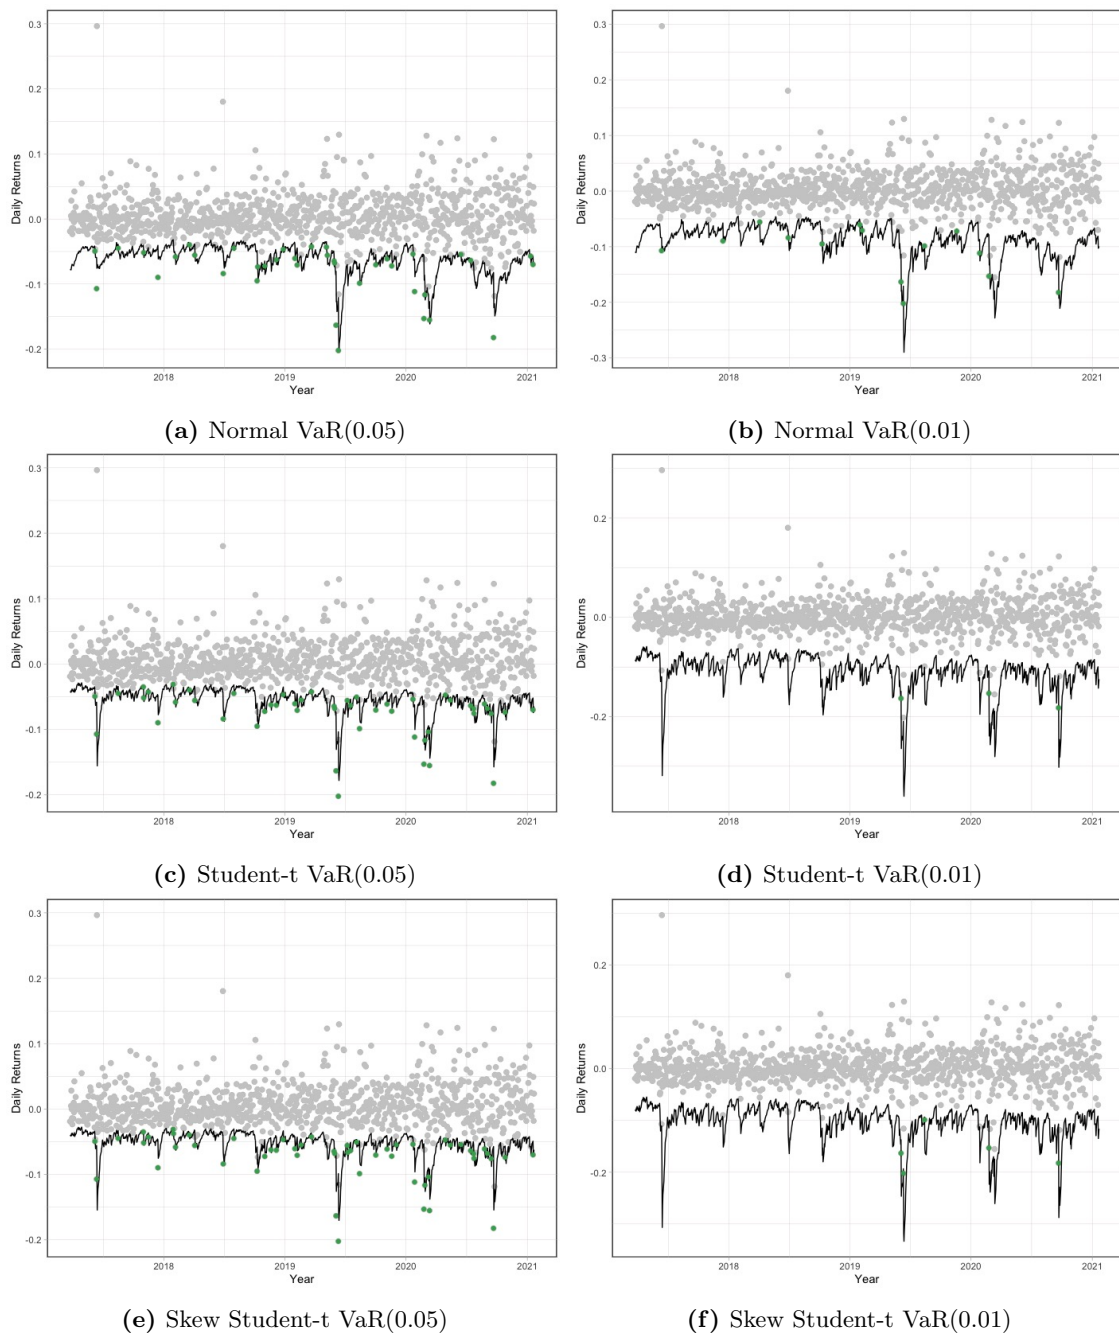 0.3
0.2
0.1
0.0
-0.1
-0.2
Daily Returns
2018 2019 2020 2021
Year
(a) Normal VaR(0.05)
0.3
0.2
0.1
0.0
-0.1
-0.2
-0.3
Daily Returns
2018 2019 2020 2021
Year
(b) Normal VaR(0.01)
0.3
0.2
0.1
0.0
-0.1
-0.2
Daily Returns
2018 2019 2020 2021
Year
(c) Student-t VaR(0.05)
0.2
0.0
-0.2
Daily Returns
2018 2019 2020 2021
Year
(d) Student-t VaR(0.01)
0.3
0.2
0.1
0.0
-0.1
-0.2
Daily Returns
2018 2019 2020 2021
Year
(e) Skew Student-t VaR(0.05)
0.2
0.0
-0.2
Daily Returns
2018 2019 2020 2021
Year
(f) Skew Student-t VaR(0.01)